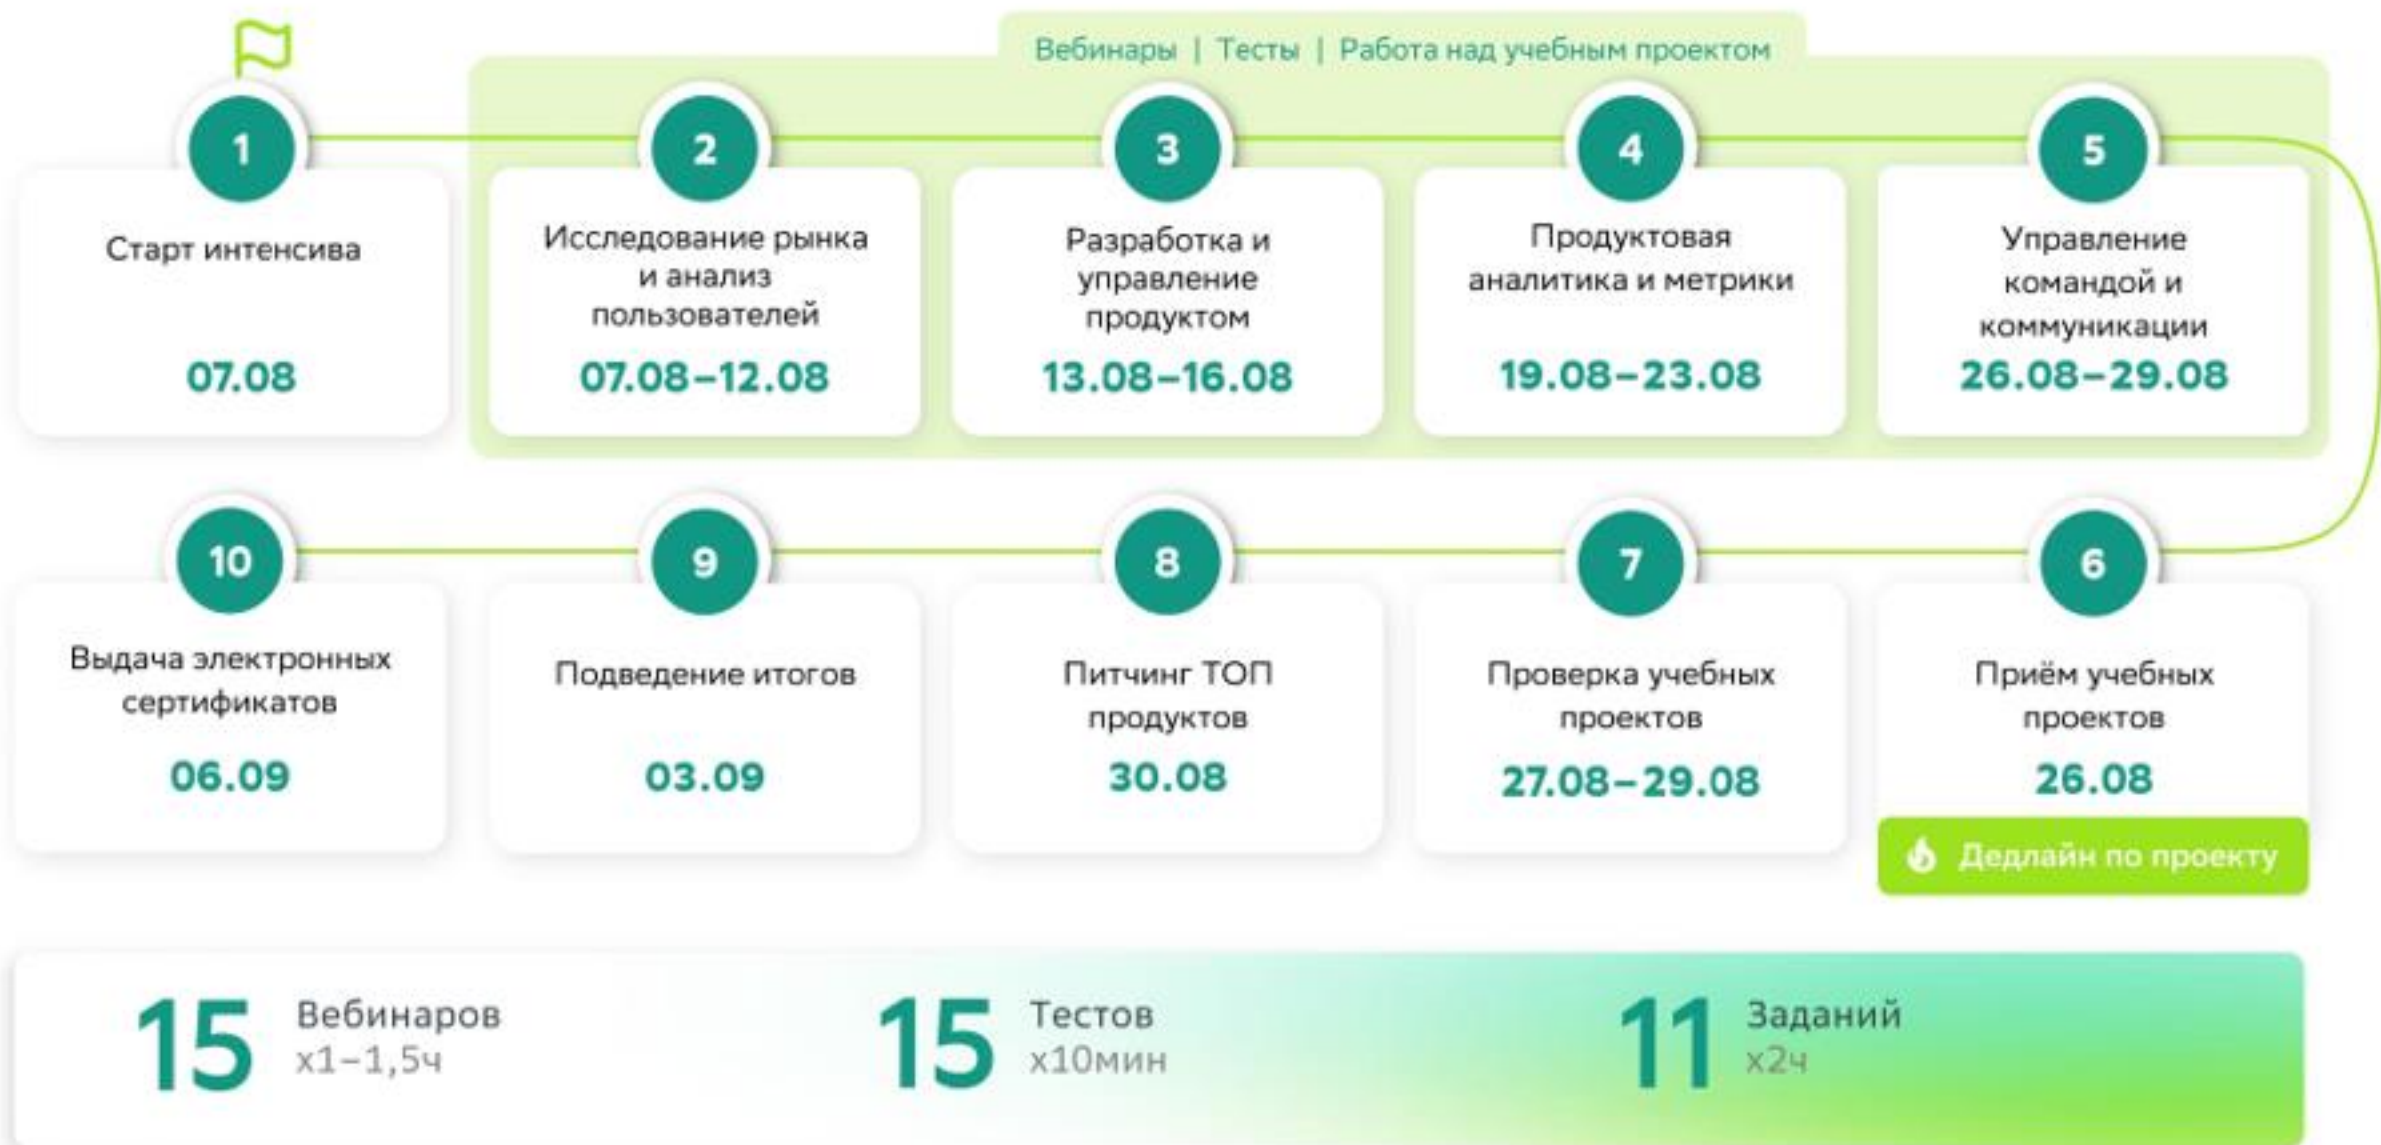 Вебинары | Тесты | Работа над учебным проектом
1
Старт интенсива
07.08
2
Исследование рынка
и анализ
пользователей
07.08–12.08
3
Разработка и
управление
продуктом
13.08–16.08
4
Продуктовая
аналитика и метрики
19.08–23.08
5
Управление
командой и
коммуникации
26.08–29.08
6
Приём учебных
проектов
26.08
Дедлайн по проекту
7
Проверка учебных
проектов
27.08–29.08
8
Питчинг ТОП
продуктов
30.08
9
Подведение итогов
03.09
10
Выдача электронных
сертификатов
06.09
15
Вебинаров
х1–1,5ч
15
Тестов
х10мин
11
Заданий
х2ч